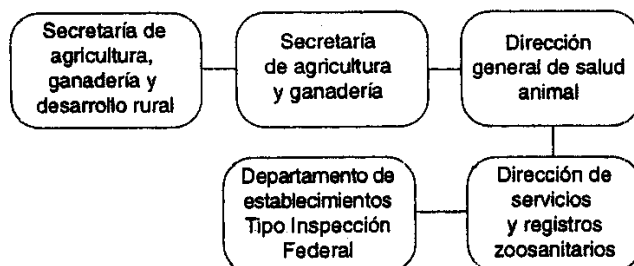 Secretaría de
agricultura,
ganadería y
desarrollo rural
Secretaría
de agricultura
y ganadería
Dirección
general de salud
animal
Departamento de
establecimientos
Tipo Inspección
Federal
Dirección de
servicios
y registros
zoosanitarios